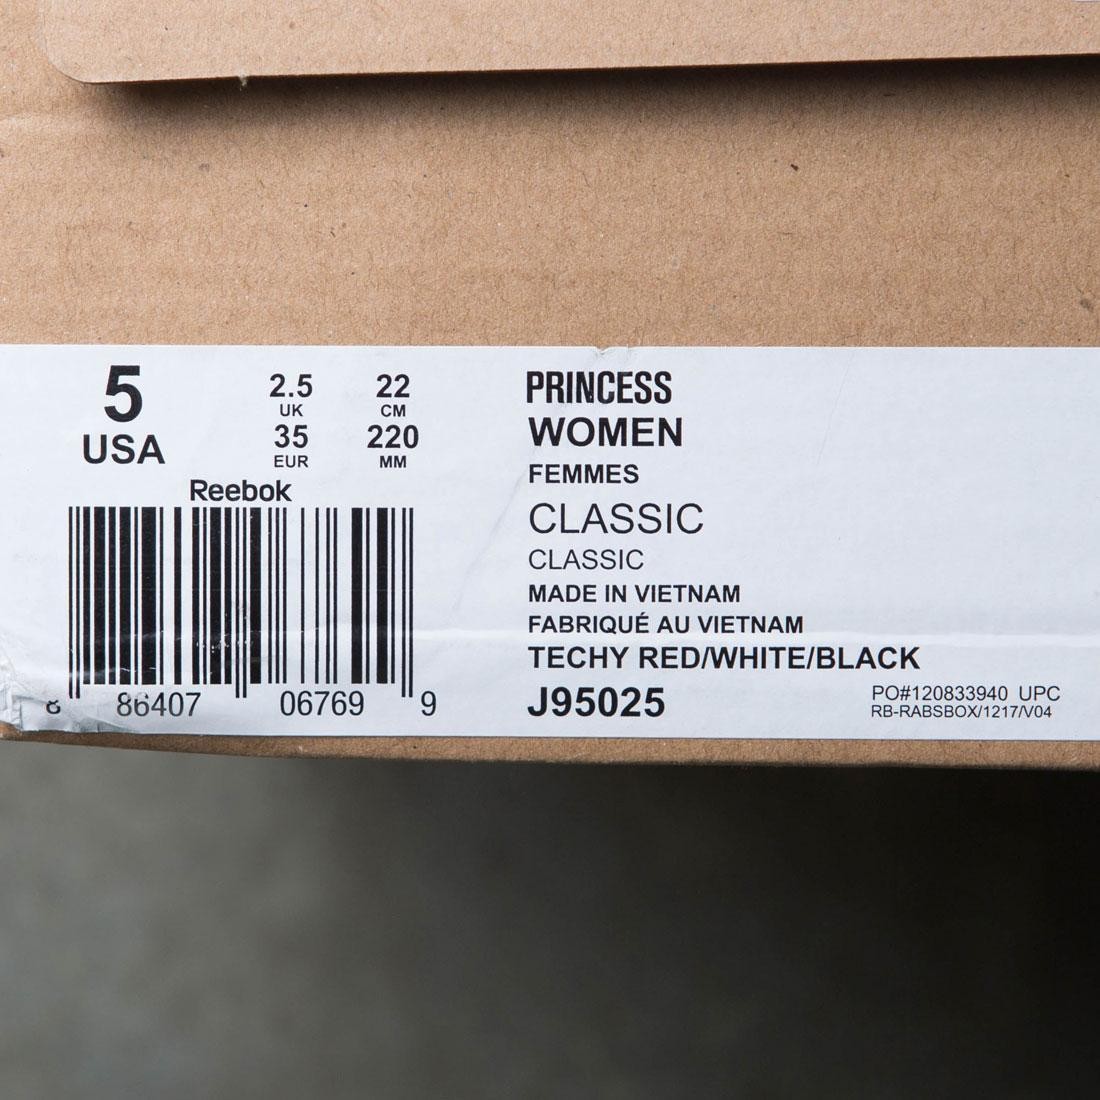 5
USA
2.5
UK
35
EUR
22
CM
220
MM
Reebok
8 86407 06769 9
PRINCESS
WOMEN
FEMMES
CLASSIC
CLASSIC
MADE IN VIETNAM
FABRIQUÉ AU VIETNAM
TECHY RED/WHITE/BLACK
J95025
PO#120833940 UPC
RB-RABSBOX/1217/V04